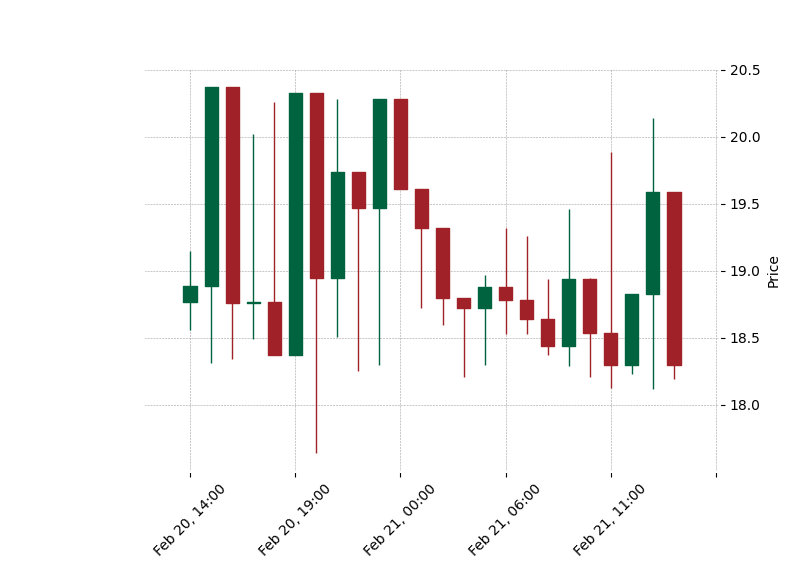 20.5
20.0
19.5
19.0
18.5
18.0
Price
Feb 20, 14:00
Feb 20, 19:00
Feb 21, 00:00
Feb 21, 06:00
Feb 21, 11:00